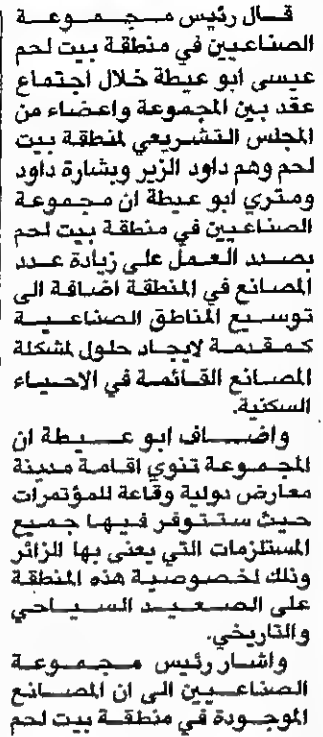 قال رئيس مجموعة
الصناعيين في منطقة بيت لحم
عيسى ابو عيطة خلال اجتماع
عقد بين المجموعة واعضاء من
المجلس التشريعي لمنطقة بيت
لحم وهم داود الزير وبشارة داود
ومتري ابو عيطة ان مجموعة
الصناعيين في منطقة بيت لحم
بصدد العمل على زيادة عدد
المصانع في المنطقة اضافة الى
توسيع المناطق الصناعية
كمقدمة لايجاد حلول لمشكلة
المصانع القائمة في الاحياء
السكنية.
واضاف ابو عيطة ان
المجموعة تنوي اقامة مدينة
معارض دولية وقاعة للمؤتمرات
حيث ستتوفر فيها جميع
المستلزمات التي يعنى بها الزائر
وذلك لخصوصية هذه المنطقة
على الصعيد السياحي
والتاريخي.
واشار رئيس مجموعة
الصناعيين الى ان المصانع
الموجودة في منطقة بيت لحم